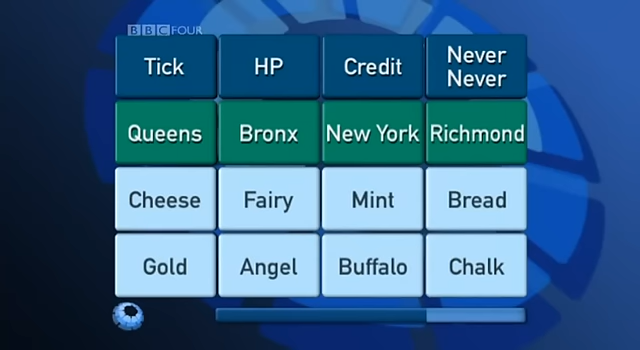 BBC FOUR
Tick
HP
Credit
Never
Never
Queens
Bronx
New York
Richmond
Cheese
Fairy
Mint
Bread
Gold
Angel
Buffalo
Chalk